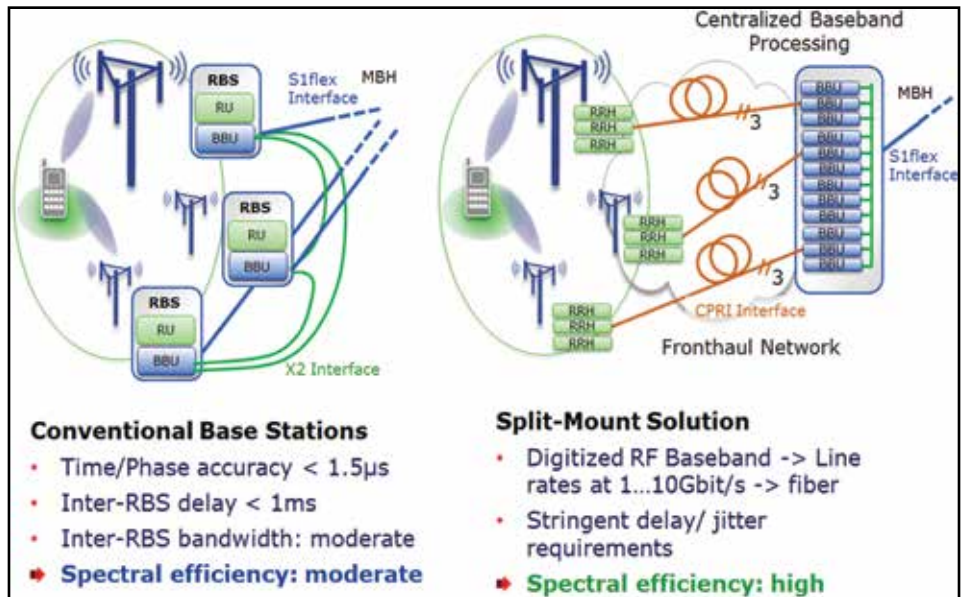 RBS
RU
BBU
S1flex
Interface
MBH
RBS
RU
BBU
RBS
RU
BBU
X2 Interface
Centralized Baseband
Processing
RRH
RRH
RRH
3
RRH
RRH
RRH
3
RRH
RRH
RRH
3
BBU
BBU
BBU
BBU
BBU
BBU
BBU
BBU
BBU
BBU
BBU
BBU
MBH
S1flex
Interface
CPRI Interface
Fronthaul Network
Conventional Base Stations
• Time/Phase accuracy < 1.5µs
• Inter-RBS delay < 1ms
• Inter-RBS bandwidth: moderate
Spectral efficiency: moderate
Split-Mount Solution
• Digitized RF Baseband -> Line
rates at 1...10Gbit/s -> fiber
• Stringent delay/ jitter
requirements
Spectral efficiency: high